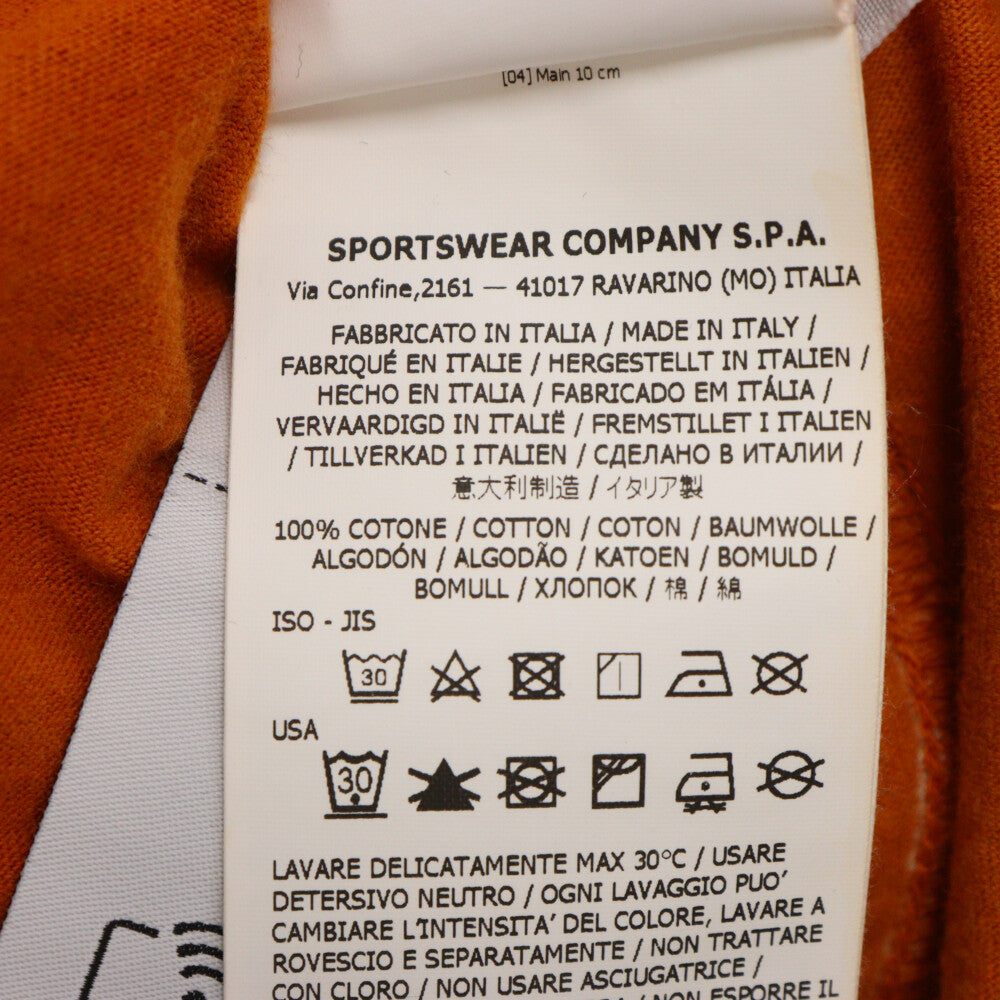 [04] Main 10 cm
SPORTSWEAR COMPANY S.P.A.
Via Confine,2161 — 41017 RAVARINO (MO) ITALIA
FABBRICATO IN ITALIA / MADE IN ITALY /
FABRIQUÉ EN ITALIE / HERGESTELLT IN ITALIEN /
HECHO EN ITALIA / FABRICADO EM ITÁLIA /
VERVAARDIGD IN ITALIË / FREMSTILLET I ITALIEN
/ TILLVERKAD I ITALIEN / СДЕЛАНО В ИТАЛИИ /
意大利制造 / イタリア製
100% COTONE / COTTON / COTON / BAUMWOLLE /
ALGODÓN / ALGODÃO / KATOEN / BOMULD /
BOMULL / ХЛОПОК / 棉 / 綿
ISO - JIS
30
USA
30
LAVARE DELICATAMENTE MAX 30°C / USARE
DETERSIVO NEUTRO / OGNI LAVAGGIO PUO'
CAMBIARE L'INTENSITA' DEL COLORE, LAVARE A
ROVESCIO E SEPARATAMENTE / NON TRATTARE
CON CLORO / NON USARE ASCIUGATRICE /
NON ESPORRE IL